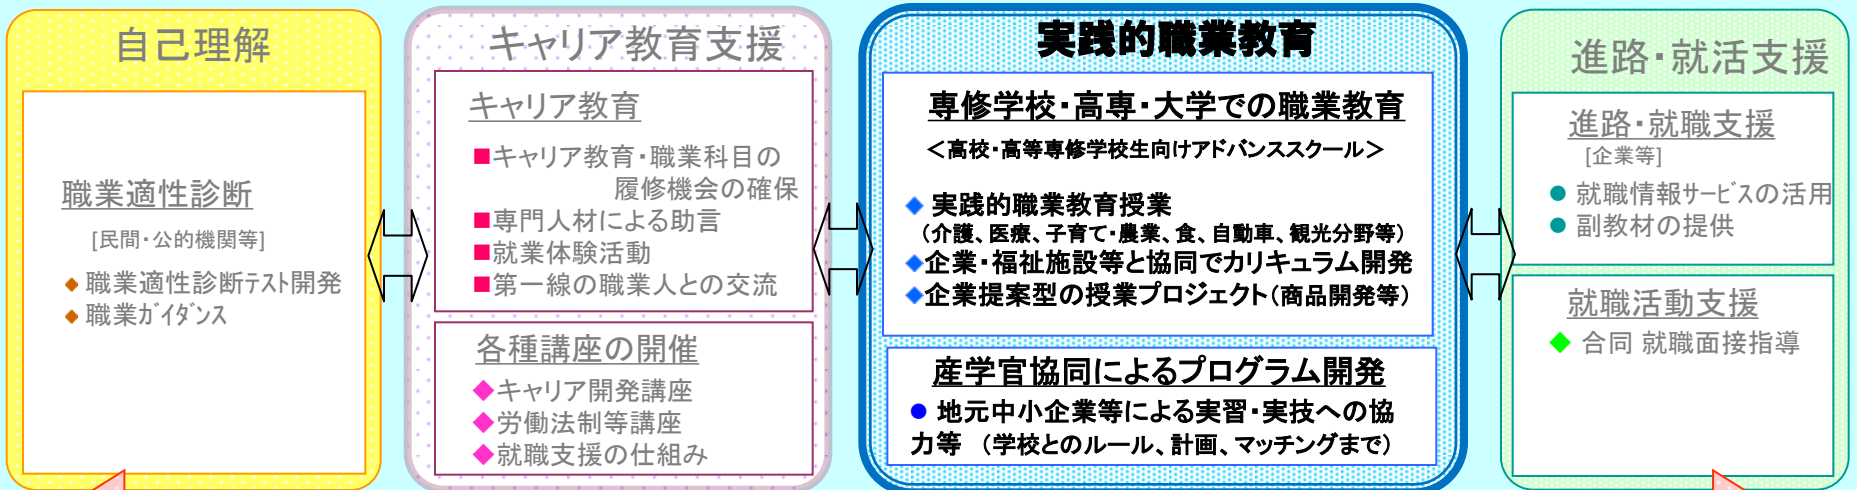 自己理解
職業適性診断
[民間・公的機関等]
◆ 職業適性診断ﾃｽﾄ開発
◆ 職業ｶﾞｲﾀﾞﾝｽ
キャリア教育支援
キャリア教育
■キャリア教育・職業科目の
履修機会の確保
■専門人材による助言
■就業体験活動
■第一線の職業人との交流
各種講座の開催
◆キャリア開発講座
◆労働法制等講座
◆就職支援の仕組み
実践的職業教育
専修学校・高専・大学での職業教育
＜高校・高等専修学校生向けアドバンススクール＞
◆ 実践的職業教育授業
（介護、医療、子育て・農業、食、自動車、観光分野等）
◆企業・福祉施設等と協同でカリキュラム開発
◆企業提案型の授業プロジェクト（商品開発等）
産学官協同によるプログラム開発
● 地元中小企業等による実習・実技への協
力等 （学校とのルール、計画、マッチングまで）
進路・就活支援
進路・就職支援
[企業等]
● 就職情報サービスの活用
● 副教材の提供
就職活動支援
◆ 合同 就職面接指導